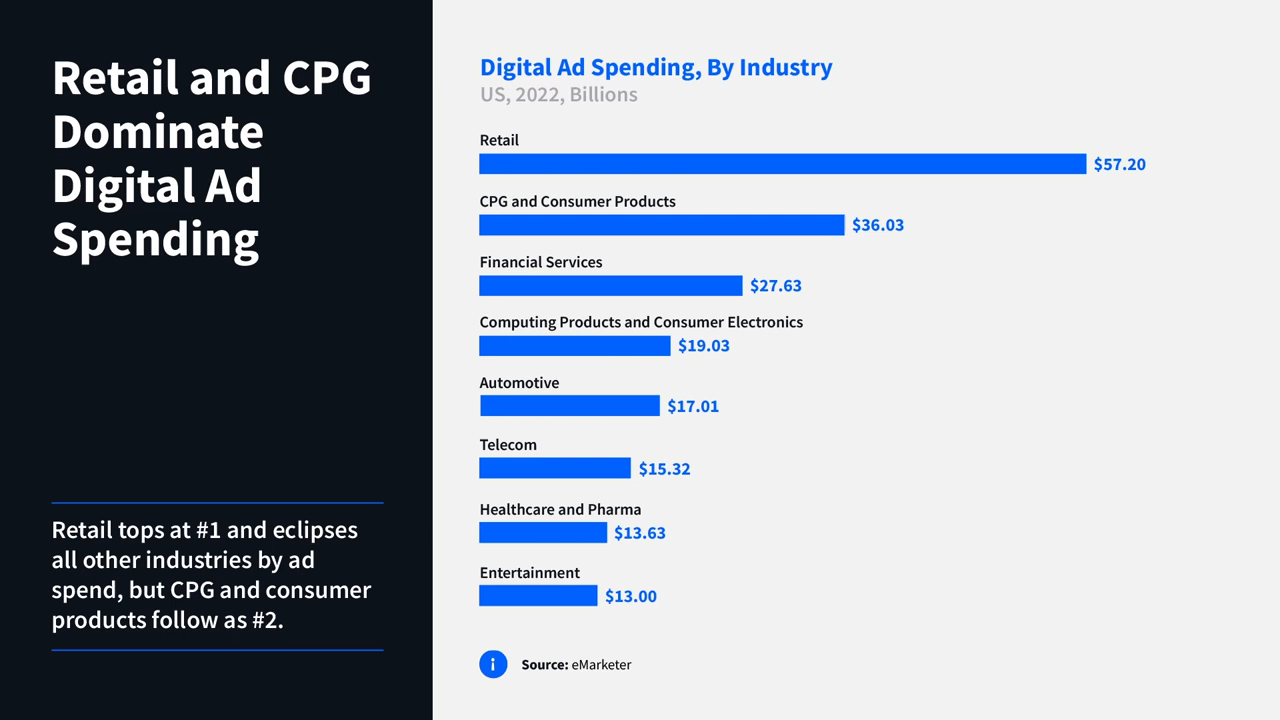 Retail and CPG
Dominate
Digital Ad
Spending
Retail tops at #1 and eclipses
all other industries by ad
spend, but CPG and consumer
products follow as #2.
Digital Ad Spending, By Industry
US, 2022, Billions
Retail
$57.20
CPG and Consumer Products
$36.03
Financial Services
$27.63
Computing Products and Consumer Electronics
$19.03
Automotive
$17.01
Telecom
$15.32
Healthcare and Pharma
$13.63
Entertainment
$13.00
Source: eMarketer